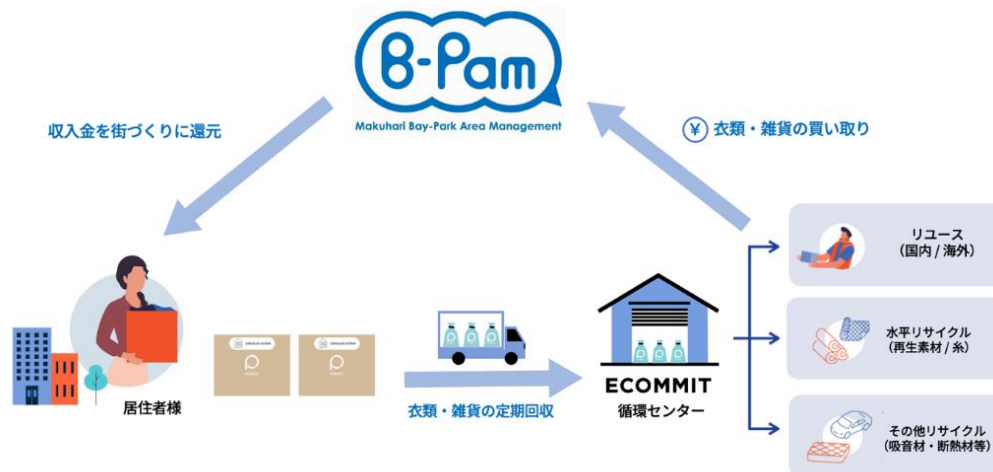 B-Pam
Makuhari Bay-Park Area Management
収入金を街づくりに還元
¥ 衣類・雑貨の買い取り
リユース
（国内 / 海外）
水平リサイクル
（再生素材 / 糸）
その他リサイクル
（吸音材・断熱材等）
居住者様
衣類・雑貨の定期回収
ECOMMIT
循環センター